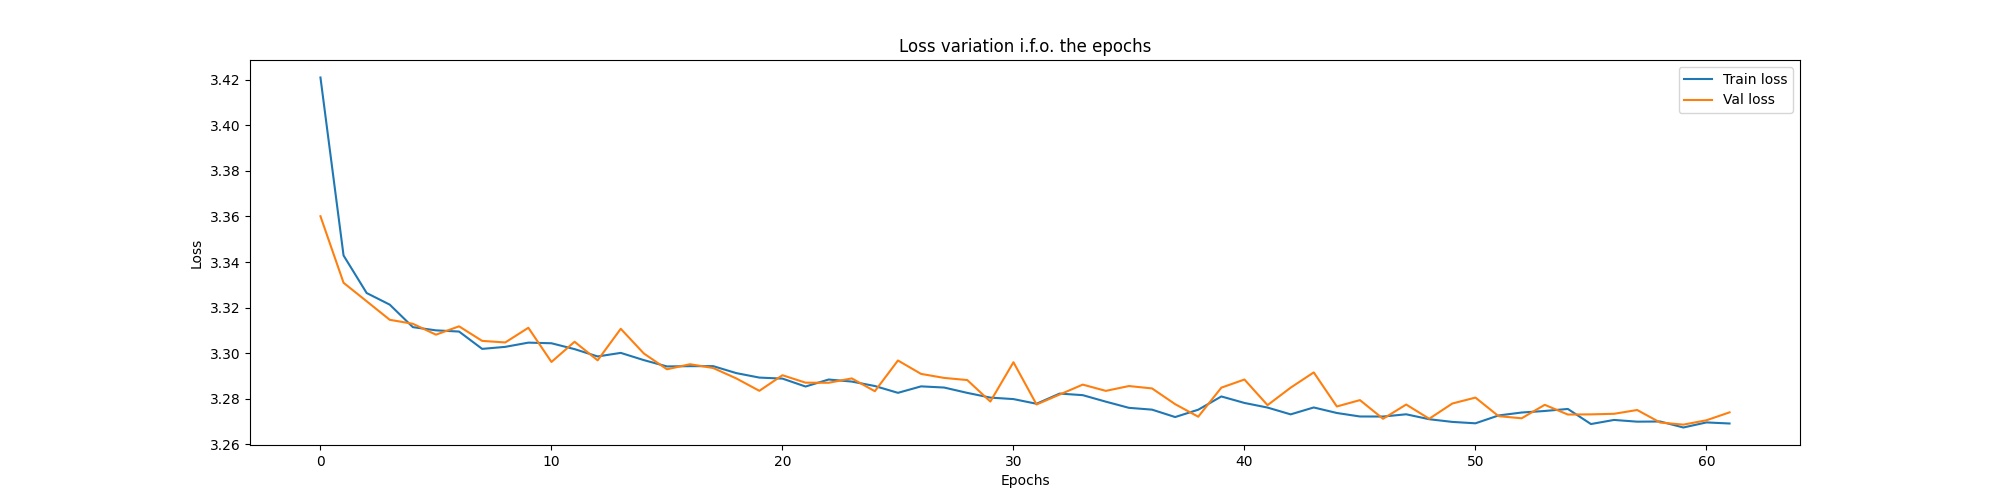 Loss variation i.f.o. the epochs
Train loss
Val loss
Loss
3.42
3.40
3.38
3.36
3.34
3.32
3.30
3.28
3.26
0 10 20 30 40 50 60
Epochs